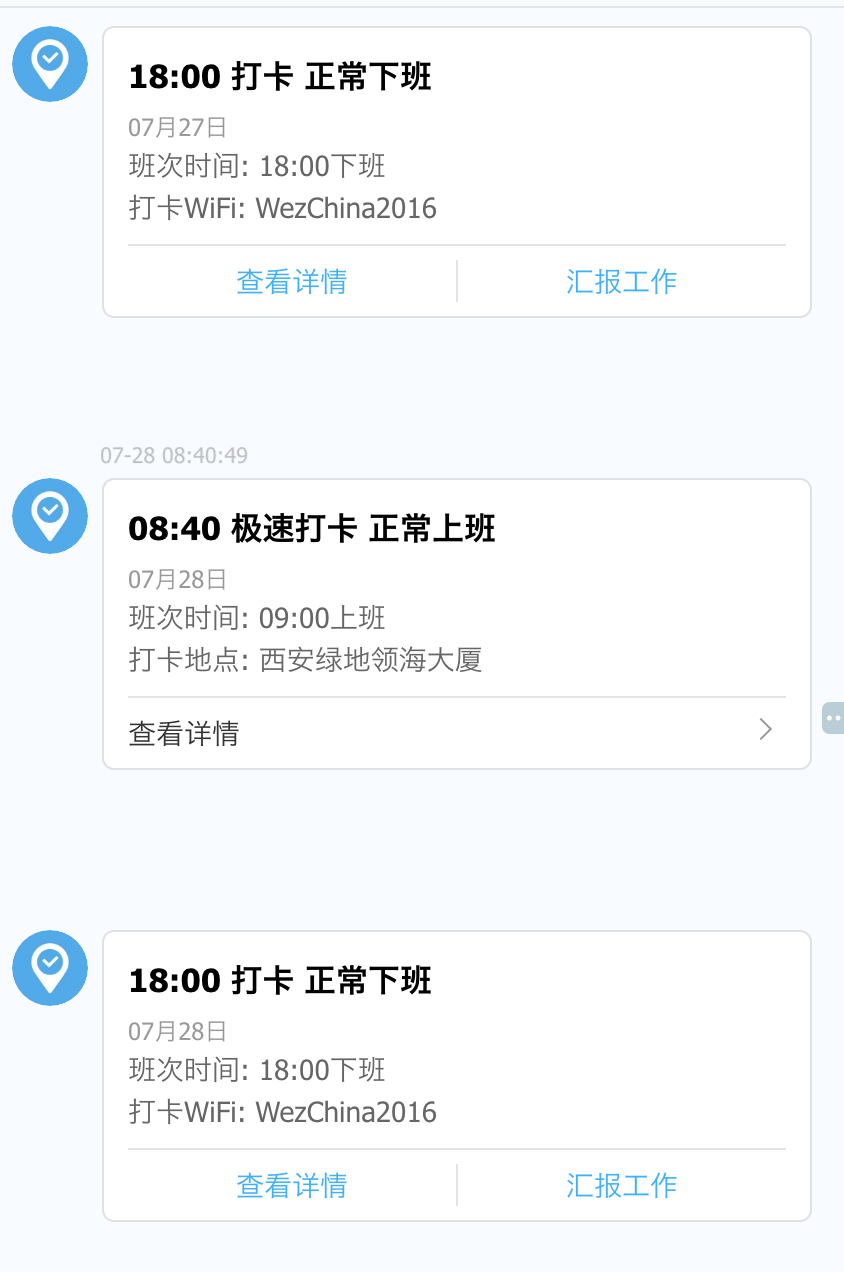 18:00 打卡 正常下班
07月27日
班次时间: 18:00下班
打卡WiFi: WezChina2016
查看详情 汇报工作
07-28 08:40:49
08:40 极速打卡 正常上班
07月28日
班次时间: 09:00上班
打卡地点: 西安绿地领海大厦
查看详情
18:00 打卡 正常下班
07月28日
班次时间: 18:00下班
打卡WiFi: WezChina2016
查看详情 汇报工作